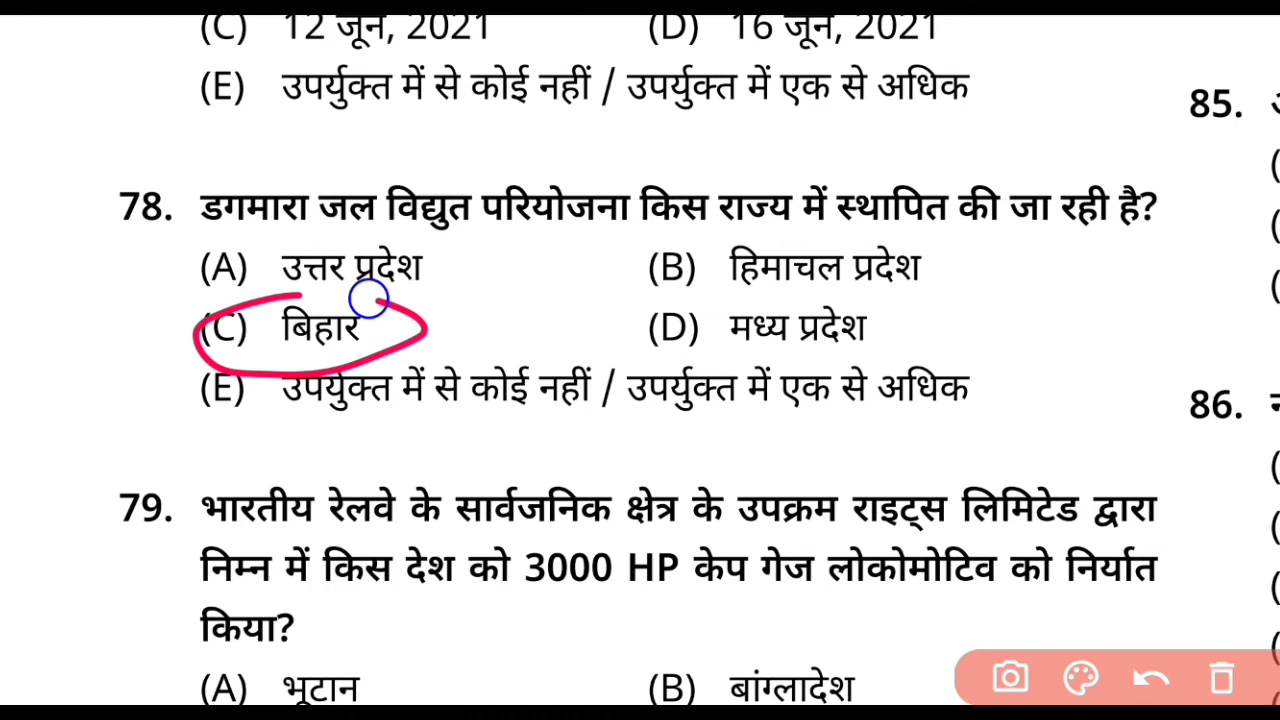 (C) 12 जून, 2021 (D) 16 जून, 2021
(E) उपर्युक्त में से कोई नहीं / उपर्युक्त में एक से अधिक
85.
78. डगमारा जल विद्युत परियोजना किस राज्य में स्थापित की जा रही है?
(A) उत्तर प्रदेश (B) हिमाचल प्रदेश
(C) बिहार (D) मध्य प्रदेश
(E) उपर्युक्त में से कोई नहीं / उपर्युक्त में एक से अधिक
86.
79. भारतीय रेलवे के सार्वजनिक क्षेत्र के उपक्रम राइट्स लिमिटेड द्वारा
निम्न में किस देश को 3000 HP केप गेज लोकोमोटिव को निर्यात
किया?
(A) भूटान (B) बांग्लादेश